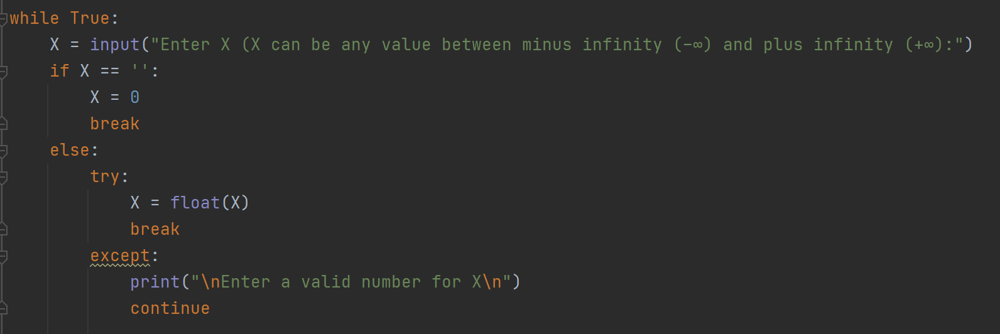 while True:
    X = input("Enter X (X can be any value between minus infinity (-∞) and plus infinity (+∞):")
    if X == '':
        X = 0
        break
    else:
        try:
            X = float(X)
            break
        except:
            print("\nEnter a valid number for X\n")
            continue